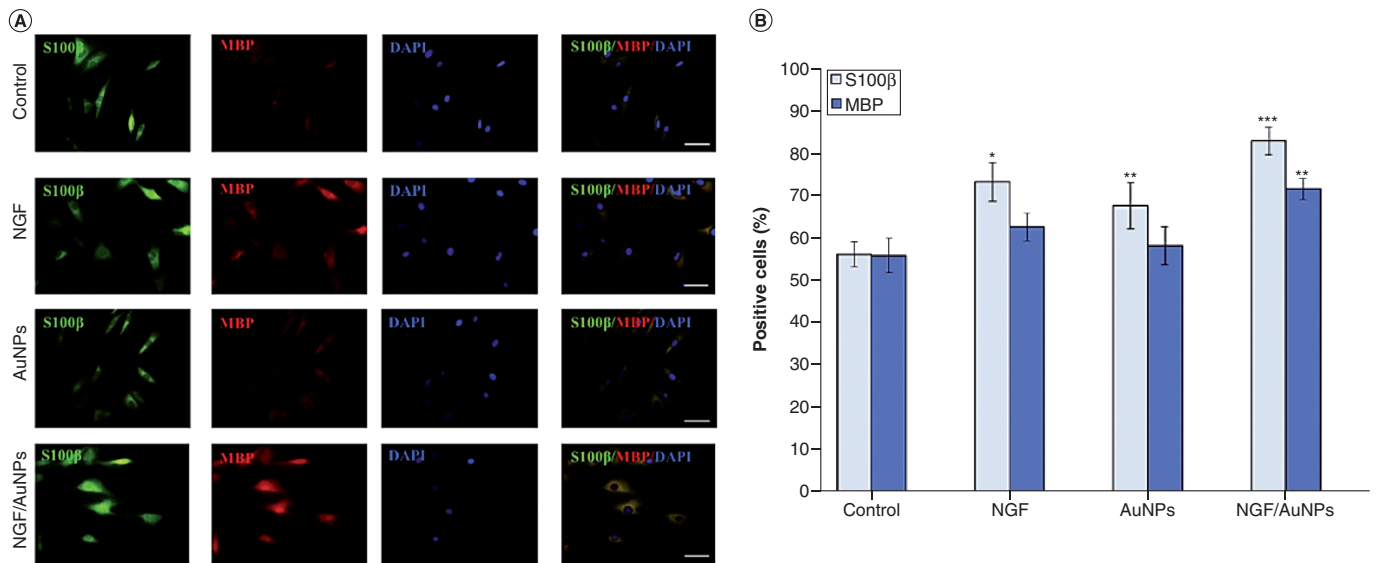 A
S100β
MBP
DAPI
S100β/MBP/DAPI
Control
S100β
MBP
DAPI
S100β/MBP/DAPI
NGF
S100β
MBP
DAPI
S100β/MBP/DAPI
AuNPs
S100β
MBP
DAPI
S100β/MBP/DAPI
NGF/AuNPs
B
100
90
80
70
60
50
40
30
20
10
0
Positive cells (%)
S100β
MBP
*
**
***
**
Control
NGF
AuNPs
NGF/AuNPs